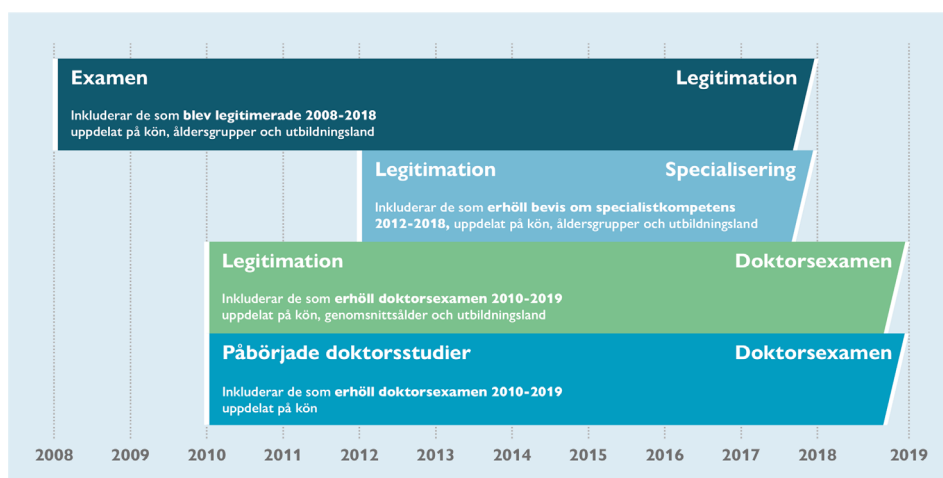 Examen Legitimation
Inkluderar de som blev legitimerade 2008-2018
uppdelat på kön, åldersgrupper och utbildningsland
Legitimation Specialisering
Inkluderar de som erhöll bevis om specialistkompetens
2012-2018, uppdelat på kön, åldersgrupper och utbildningsland
Legitimation Doktorsexamen
Inkluderar de som erhöll doktorsexamen 2010-2019
uppdelat på kön, genomsnittsålder och utbildningsland
Påbörjade doktorsstudier Doktorsexamen
Inkluderar de som erhöll doktorsexamen 2010-2019
uppdelat på kön
2008 2009 2010 2011 2012 2013 2014 2015 2016 2017 2018 2019